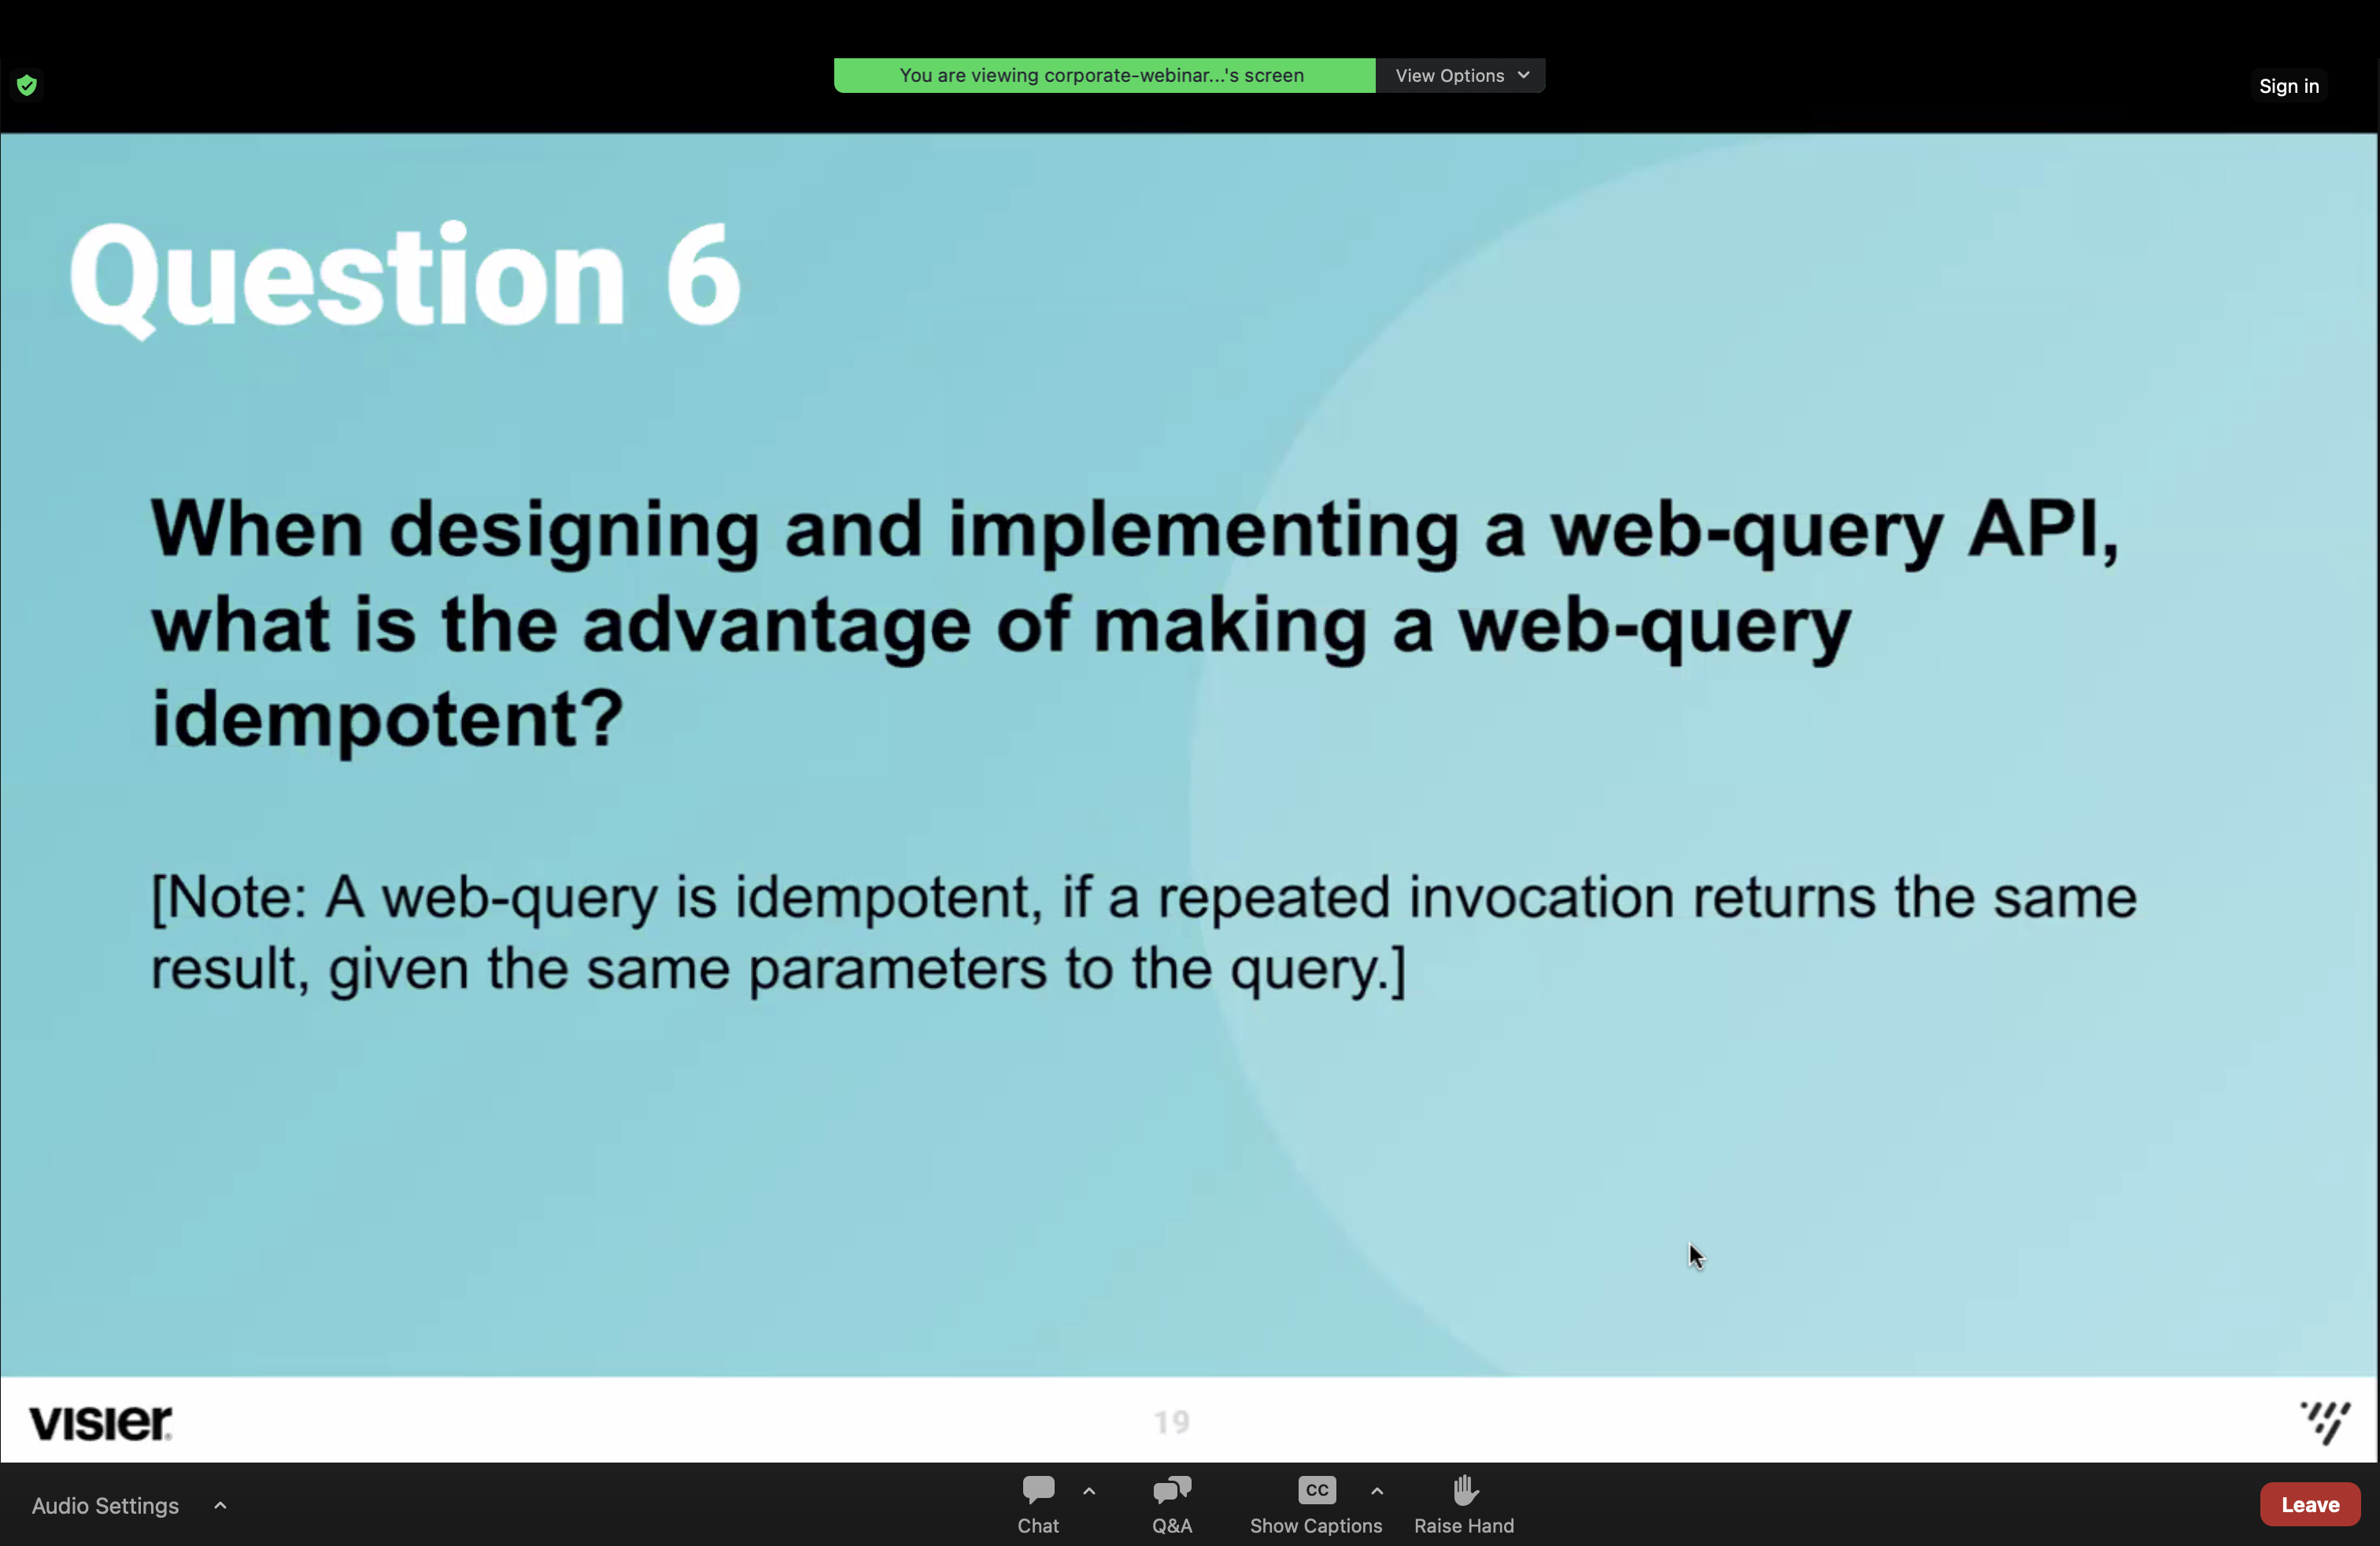 You are viewing corporate-webinar...'s screen
View Options
Sign in
Question 6
When designing and implementing a web-query API,
what is the advantage of making a web-query
idempotent?
[Note: A web-query is idempotent, if a repeated invocation returns the same
result, given the same parameters to the query.]
VISIER
19
Audio Settings
CC
Chat
Q&A
Show Captions
Raise Hand
Leave